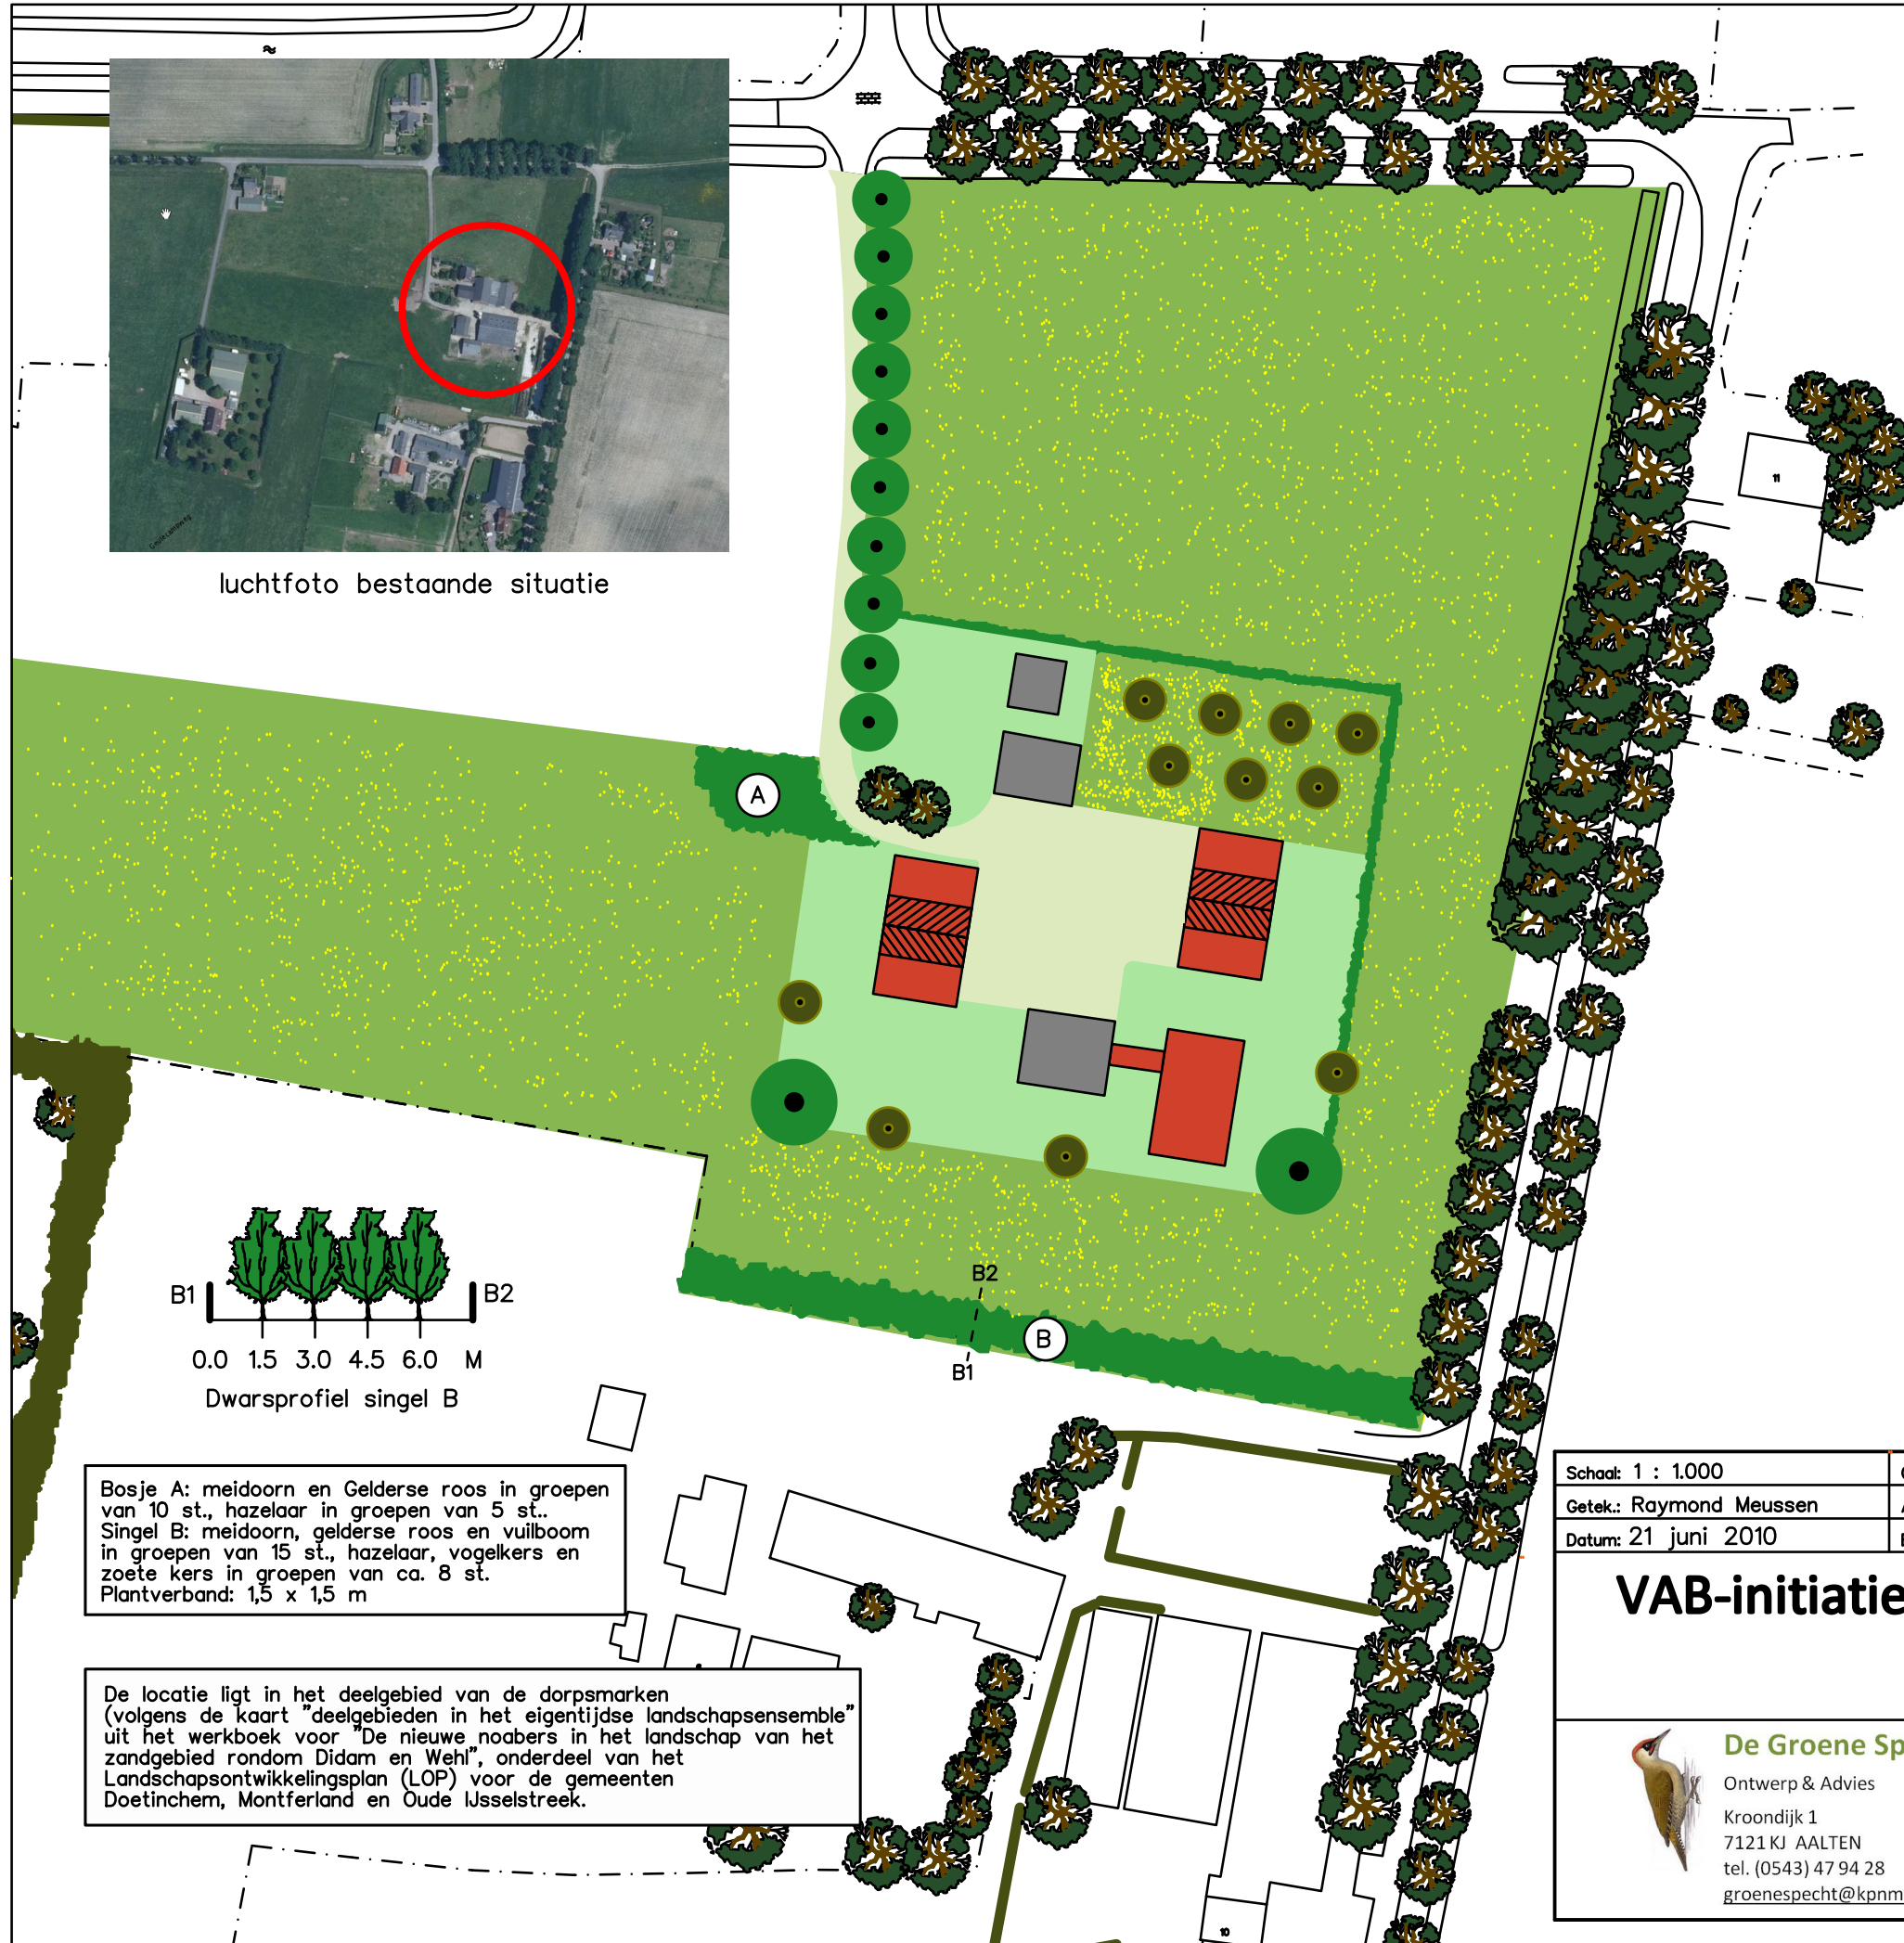 luchtfoto bestaande situatie
11
A
B2
B
B1
B1
B2
0.0 1.5 3.0 4.5 6.0 M
Dwarsprofiel singel B
Bosje A: meidoorn en Gelderse roos in groepen
van 10 st., hazelaar in groepen van 5 st..
Singel B: meidoorn, gelderse roos en vuilboom
in groepen van 15 st., hazelaar, vogelkers en
zoete kers in groepen van ca. 8 st.
Plantverband: 1,5 x 1,5 m
De locatie ligt in het deelgebied van de dorpsmarken
(volgens de kaart "deelgebieden in het eigentijdse landschapsensemble"
uit het werkboek voor "De nieuwe noabers in het landschap van het
zandgebied rondom Didam en Wehl", onderdeel van het
Landschapsontwikkelingsplan (LOP) voor de gemeenten
Doetinchem, Montferland en Oude IJsselstreek.
10
Schaal: 1 : 1.000
Getek.: Raymond Meussen
Datum: 21 juni 2010
VAB-initiatie
De Groene Sp
Ontwerp & Advies
Kroondijk 1
7121 KJ AALTEN
tel. (0543) 47 94 28
groenespecht@kpnm